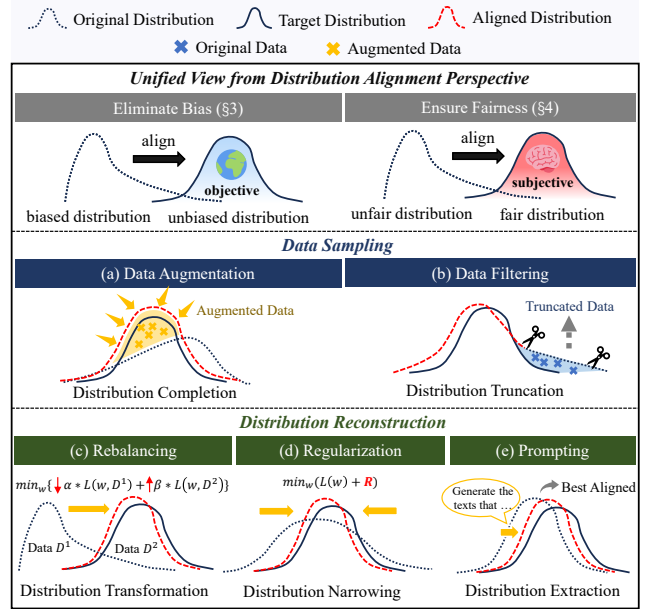 Original Distribution Target Distribution Aligned Distribution
Original Data Augmented Data
Unified View from Distribution Alignment Perspective
Eliminate Bias (§3) Ensure Fairness (§4)
align align
objective subjective
biased distribution unbiased distribution unfair distribution fair distribution
Data Sampling
(a) Data Augmentation (b) Data Filtering
Augmented Data Truncated Data
Distribution Completion Distribution Truncation
Distribution Reconstruction
(c) Rebalancing (d) Regularization (e) Prompting
min_w{↓α * L(w, D¹) + ↑β * L(w, D²)} min_w(L(w) + R)
Best Aligned
Generate the
texts that ...
Data D¹ Data D²
Distribution Transformation Distribution Narrowing Distribution Extraction